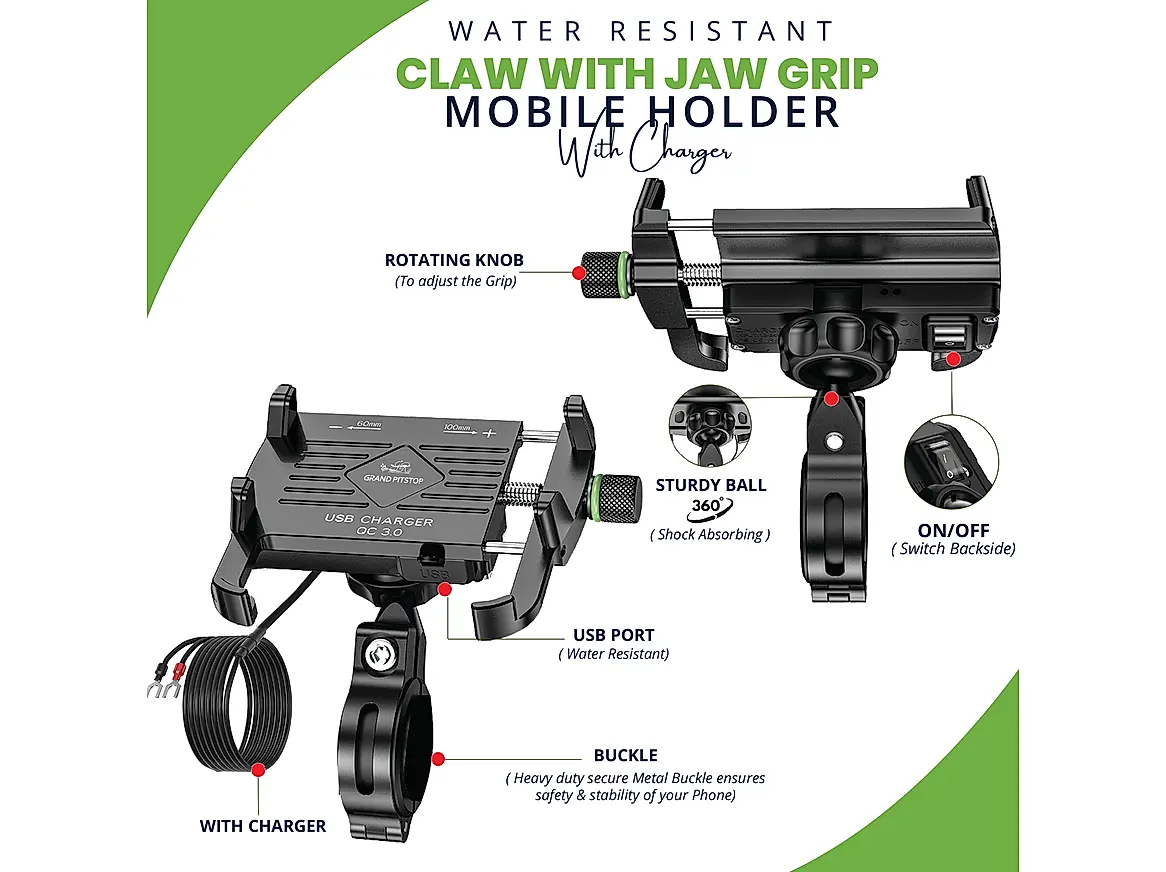 WATER RESISTANT
CLAW WITH JAW GRIP
MOBILE HOLDER
With Charger
ROTATING KNOB
(To adjust the Grip)
ON
STURDY BALL
360°
( Shock Absorbing )
ON/OFF
( Switch Backside)
− 60mm 100mm +
GRAND PITSTOP
USB CHARGER
QC 3.0
USB
USB PORT
( Water Resistant)
BUCKLE
( Heavy duty secure Metal Buckle ensures
safety & stability of your Phone)
WITH CHARGER